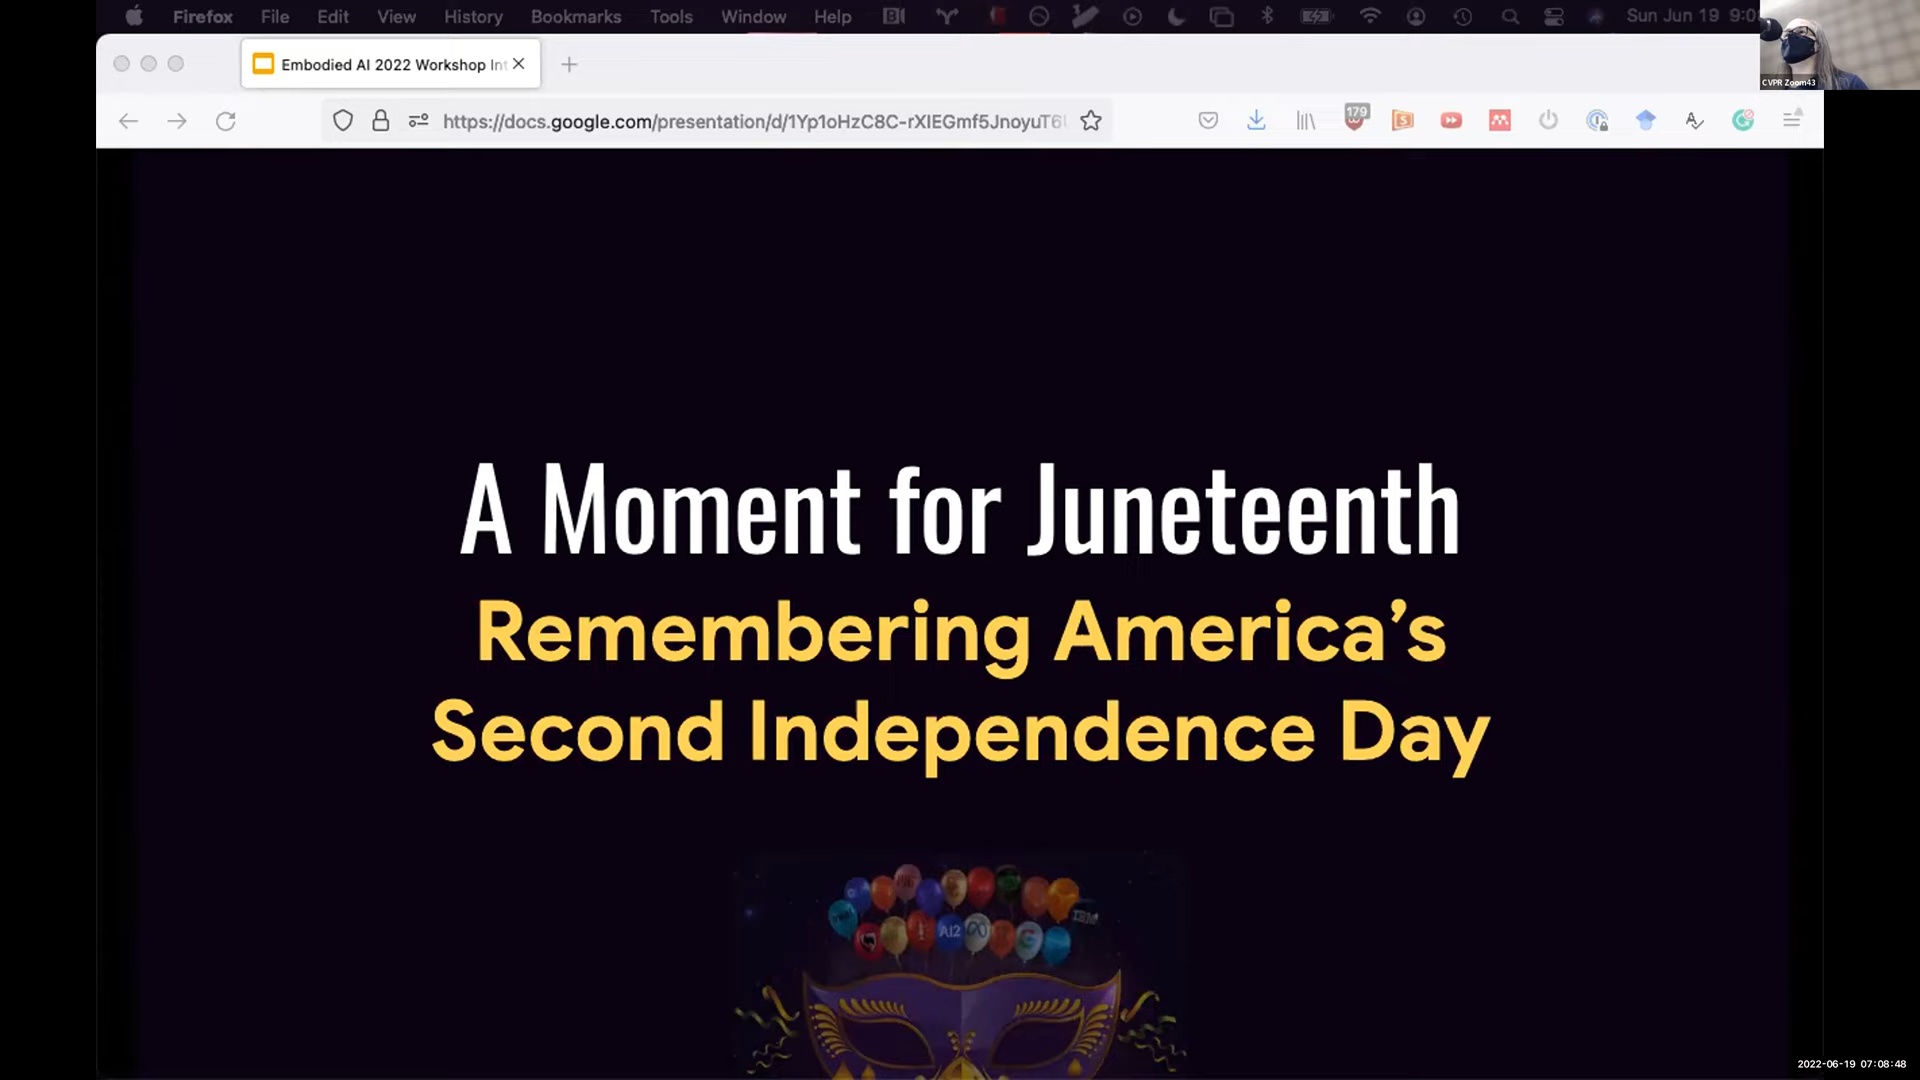 Firefox File Edit View History Bookmarks Tools Window Help Sun Jun 19
Embodied AI 2022 Workshop
https://docs.google.com/presentation/d/1Yp1oHzC8C-rXIEGmf5JnoyuT6
179
CVPR Zoom43
A Moment for Juneteenth
Remembering America’s
Second Independence Day
IBM
AI2
2022-06-19 07:08:48